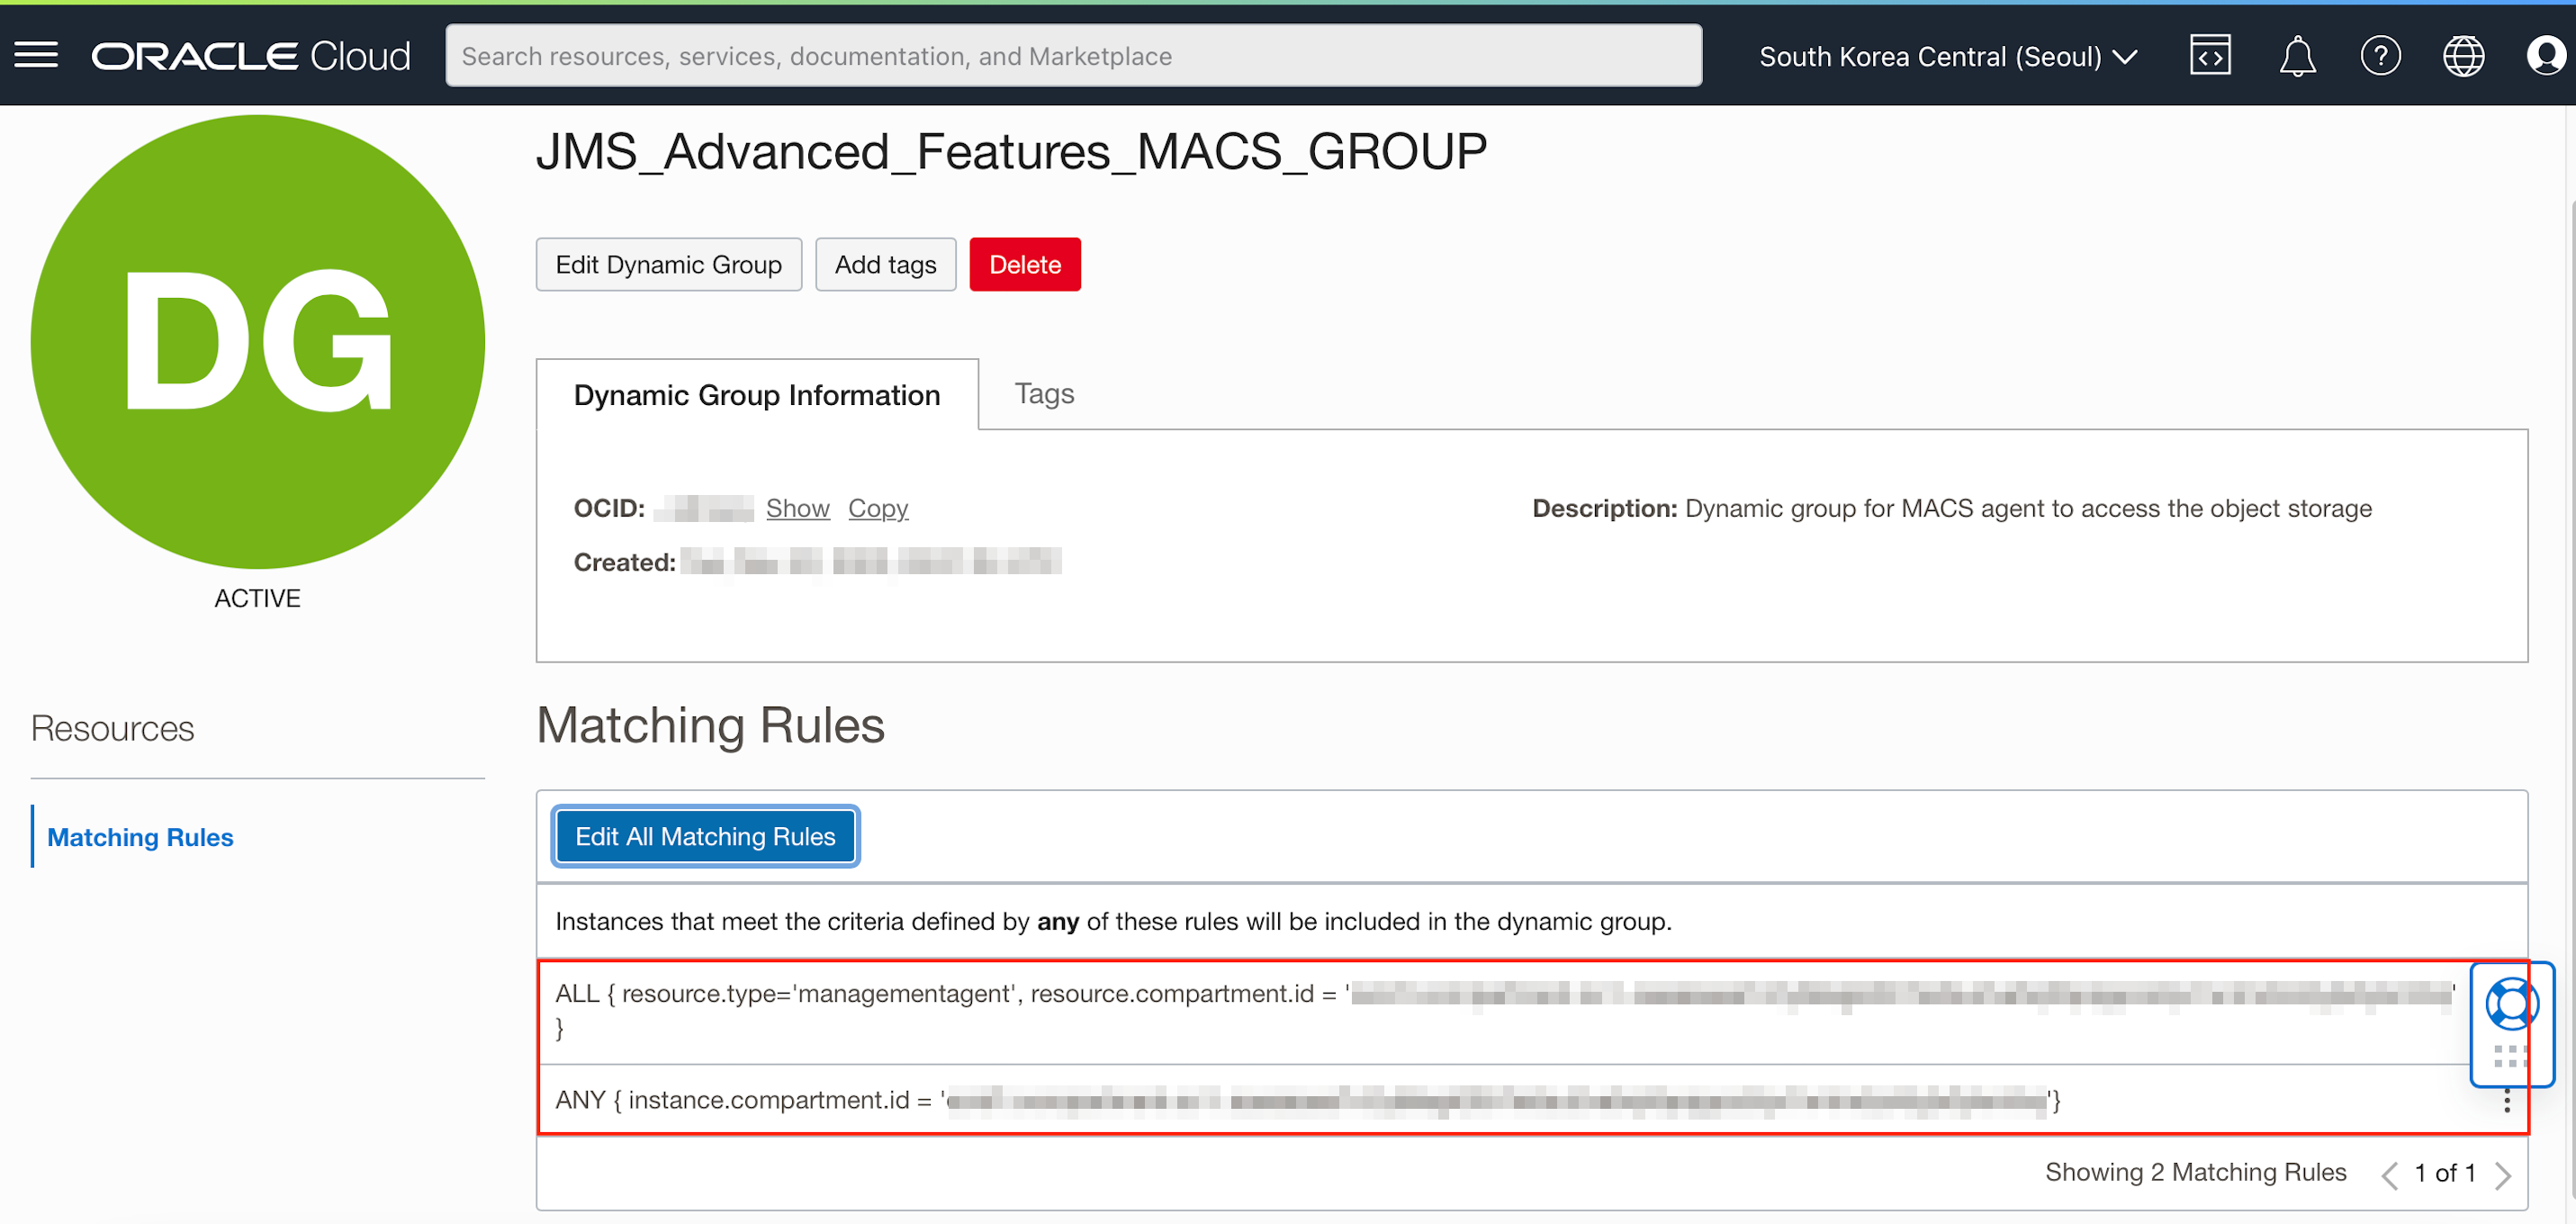 ORACLE Cloud
Search resources, services, documentation, and Marketplace
South Korea Central (Seoul)
DG
ACTIVE
JMS_Advanced_Features_MACS_GROUP
Edit Dynamic Group
Add tags
Delete
Dynamic Group Information
Tags
OCID: Show Copy
Description: Dynamic group for MACS agent to access the object storage
Created:
Resources
Matching Rules
Matching Rules
Edit All Matching Rules
Instances that meet the criteria defined by any of these rules will be included in the dynamic group.
ALL { resource.type='managementagent', resource.compartment.id = ' '
}
ANY { instance.compartment.id = ' '}
Showing 2 Matching Rules
1 of 1